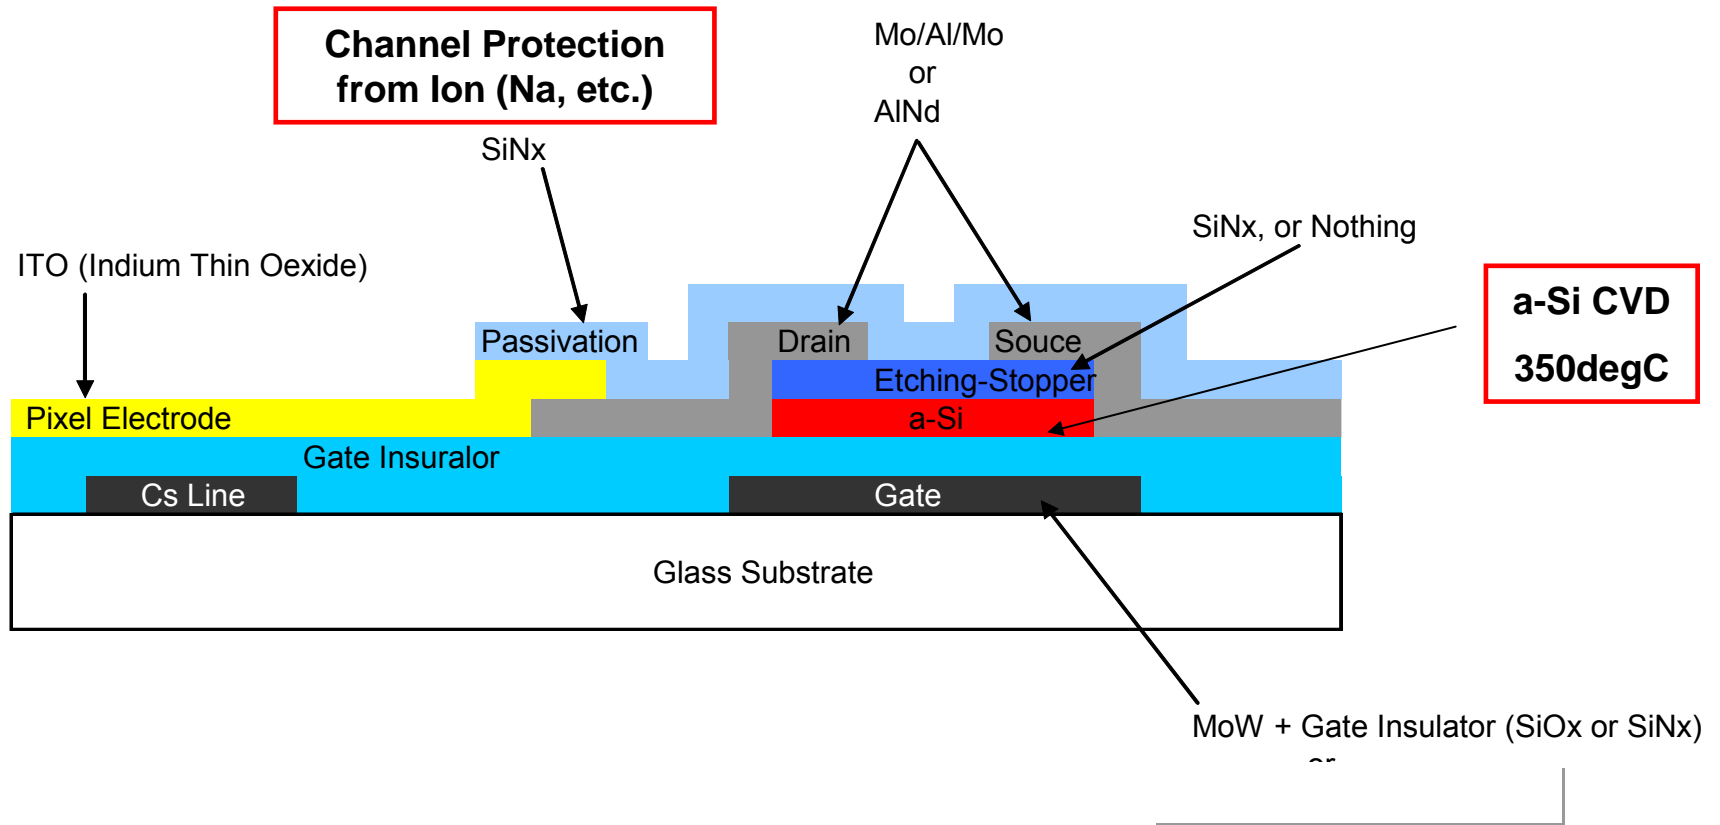 Channel Protection
from Ion (Na, etc.)
SiNx
Mo/Al/Mo
or
AlNd
SiNx, or Nothing
ITO (Indium Thin Oexide)
a-Si CVD
350degC
Passivation
Drain
Souce
Etching-Stopper
Pixel Electrode
a-Si
Gate Insuralor
Cs Line
Gate
Glass Substrate
MoW + Gate Insulator (SiOx or SiNx)